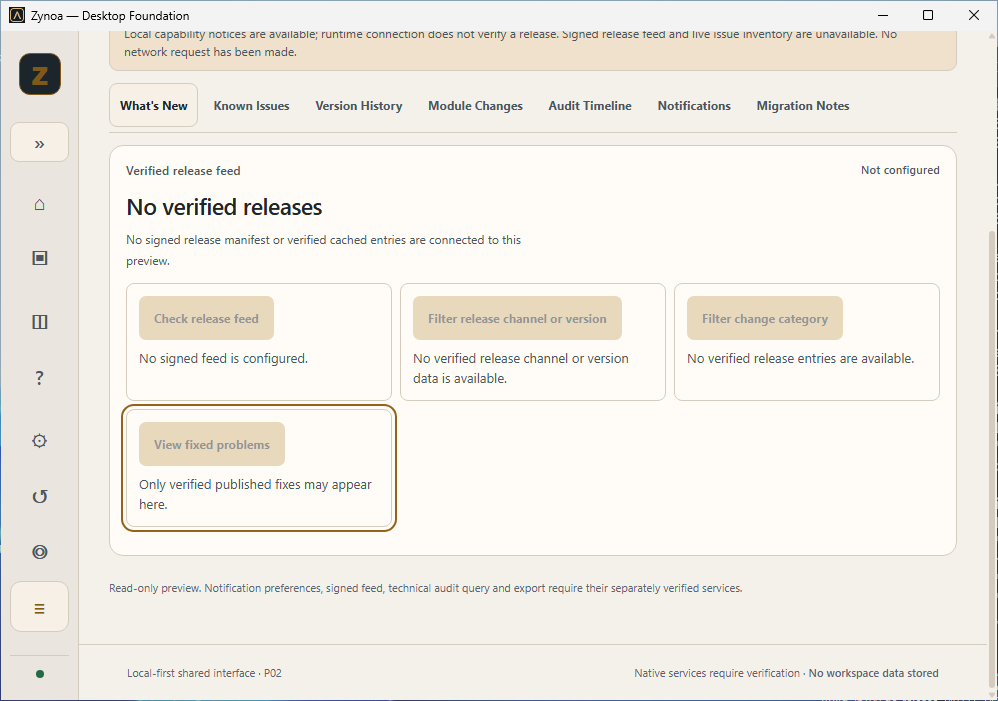 Zynoa — Desktop Foundation
Local capability notices are available; runtime connection does not verify a release. Signed release feed and live issue inventory are unavailable. No
network request has been made.
Z
»
?
What's New
Known Issues
Version History
Module Changes
Audit Timeline
Notifications
Migration Notes
Verified release feed
Not configured
No verified releases
No signed release manifest or verified cached entries are connected to this
preview.
Check release feed
No signed feed is configured.
Filter release channel or version
No verified release channel or version
data is available.
Filter change category
No verified release entries are available.
View fixed problems
Only verified published fixes may appear
here.
Read-only preview. Notification preferences, signed feed, technical audit query and export require their separately verified services.
Local-first shared interface · P02
Native services require verification · No workspace data stored